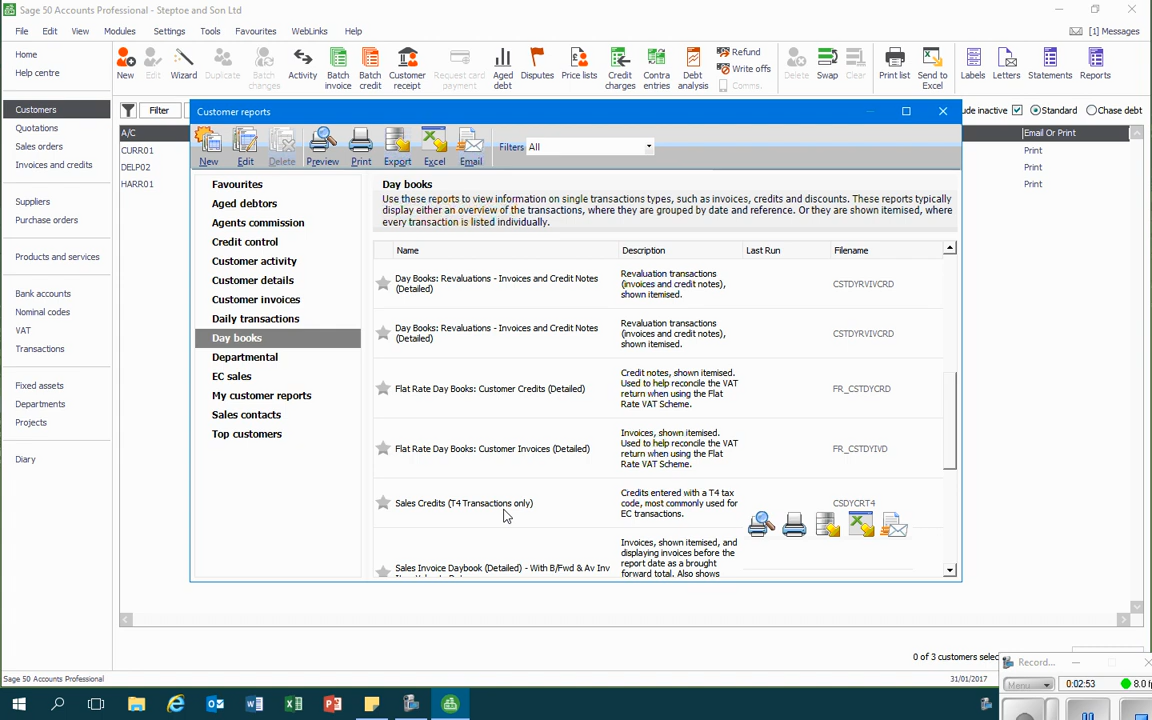 Sage 50 Accounts Professional - Steptoe and Son Ltd
File Edit View Modules Settings Tools Favourites WebLinks Help
[1] Messages
Home
Help centre
New Edit Wizard Duplicate Batch changes Activity Batch invoice Batch credit Customer receipt Request card payment Aged debt Disputes Price lists Credit charges Contra entries Debt analysis Refund Write offs Comms. Delete Swap Clear Print list Send to Excel Labels Letters Statements Reports
Customers
Quotations
Sales orders
Invoices and credits
Suppliers
Purchase orders
Products and services
Bank accounts
Nominal codes
VAT
Transactions
Fixed assets
Departments
Projects
Diary
Filter
ude inactive Standard Chase debt
A/C
Email Or Print
CURR01
Print
DELP02
Print
HARR01
Print
Customer reports
New Edit Delete Preview Print Export Excel Email
Filters All
Favourites
Aged debtors
Agents commission
Credit control
Customer activity
Customer details
Customer invoices
Daily transactions
Day books
Departmental
EC sales
My customer reports
Sales contacts
Top customers
Day books
Use these reports to view information on single transactions types, such as invoices, credits and discounts. These reports typically
display either an overview of the transactions, where they are grouped by date and reference. Or they are shown itemised, where
every transaction is listed individually.
Name Description Last Run Filename
Day Books: Revaluations - Invoices and Credit Notes
(Detailed)
Revaluation transactions
(invoices and credit notes),
shown itemised.
CSTDYRVIVCRD
Day Books: Revaluations - Invoices and Credit Notes
(Detailed)
Revaluation transactions
(invoices and credit notes),
shown itemised.
CSTDYRVIVCRD
Flat Rate Day Books: Customer Credits (Detailed)
Credit notes, shown itemised.
Used to help reconcile the VAT
return when using the Flat
Rate VAT Scheme.
FR_CSTDYCRD
Flat Rate Day Books: Customer Invoices (Detailed)
Invoices, shown itemised.
Used to help reconcile the VAT
return when using the Flat
Rate VAT Scheme.
FR_CSTDYIVD
Sales Credits (T4 Transactions only)
Credits entered with a T4 tax
code, most commonly used for
EC transactions.
CSDYCRT4
Sales Invoice Daybook (Detailed) - With B/Fwd & Av Inv
Invoices, shown itemised, and
displaying invoices before the
report date as a brought
forward total. Also shows
0 of 3 customers selec
Sage 50 Accounts Professional
31/01/2017
Record...
Menu
0:02:53
8.0 f